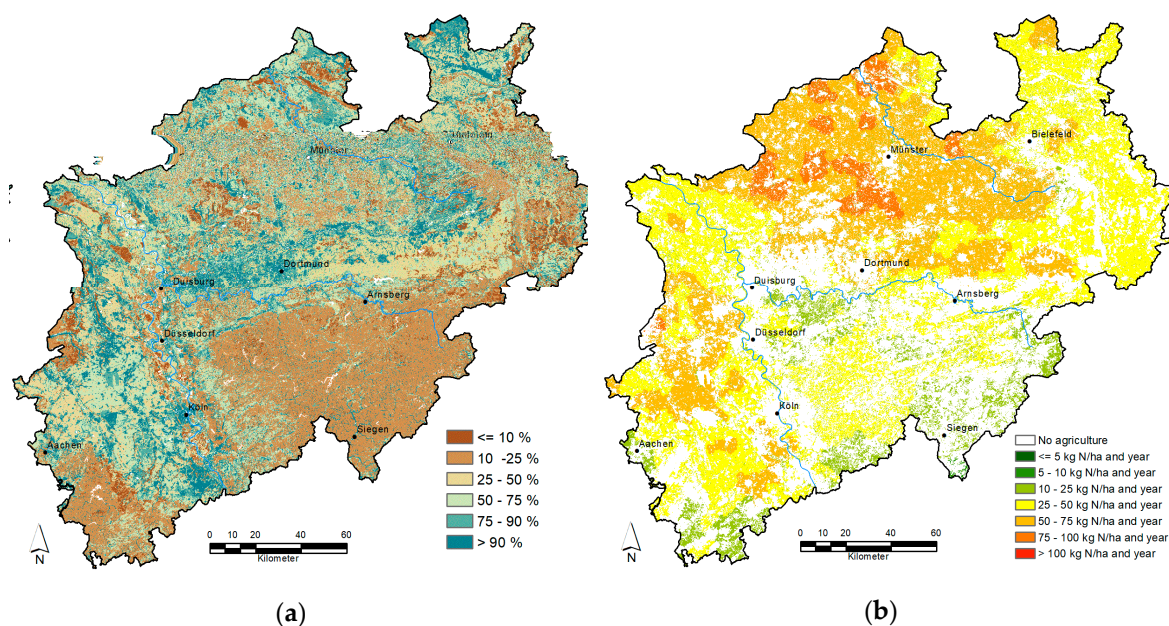 Münster
Dortmund
Duisburg
Arnsberg
Düsseldorf
Köln
Siegen
Aachen
<= 10 %
10 -25 %
25 - 50 %
50 - 75 %
75 - 90 %
> 90 %
N
0 10 20 40 60
Kilometer
(a)
Bielefeld
Münster
Dortmund
Duisburg
Arnsberg
Düsseldorf
Köln
Siegen
Aachen
No agriculture
<= 5 kg N/ha and year
5 - 10 kg N/ha and year
10 - 25 kg N/ha and year
25 - 50 kg N/ha and year
50 - 75 kg N/ha and year
75 - 100 kg N/ha and year
> 100 kg N/ha and year
N
0 10 20 40 60
Kilometer
(b)